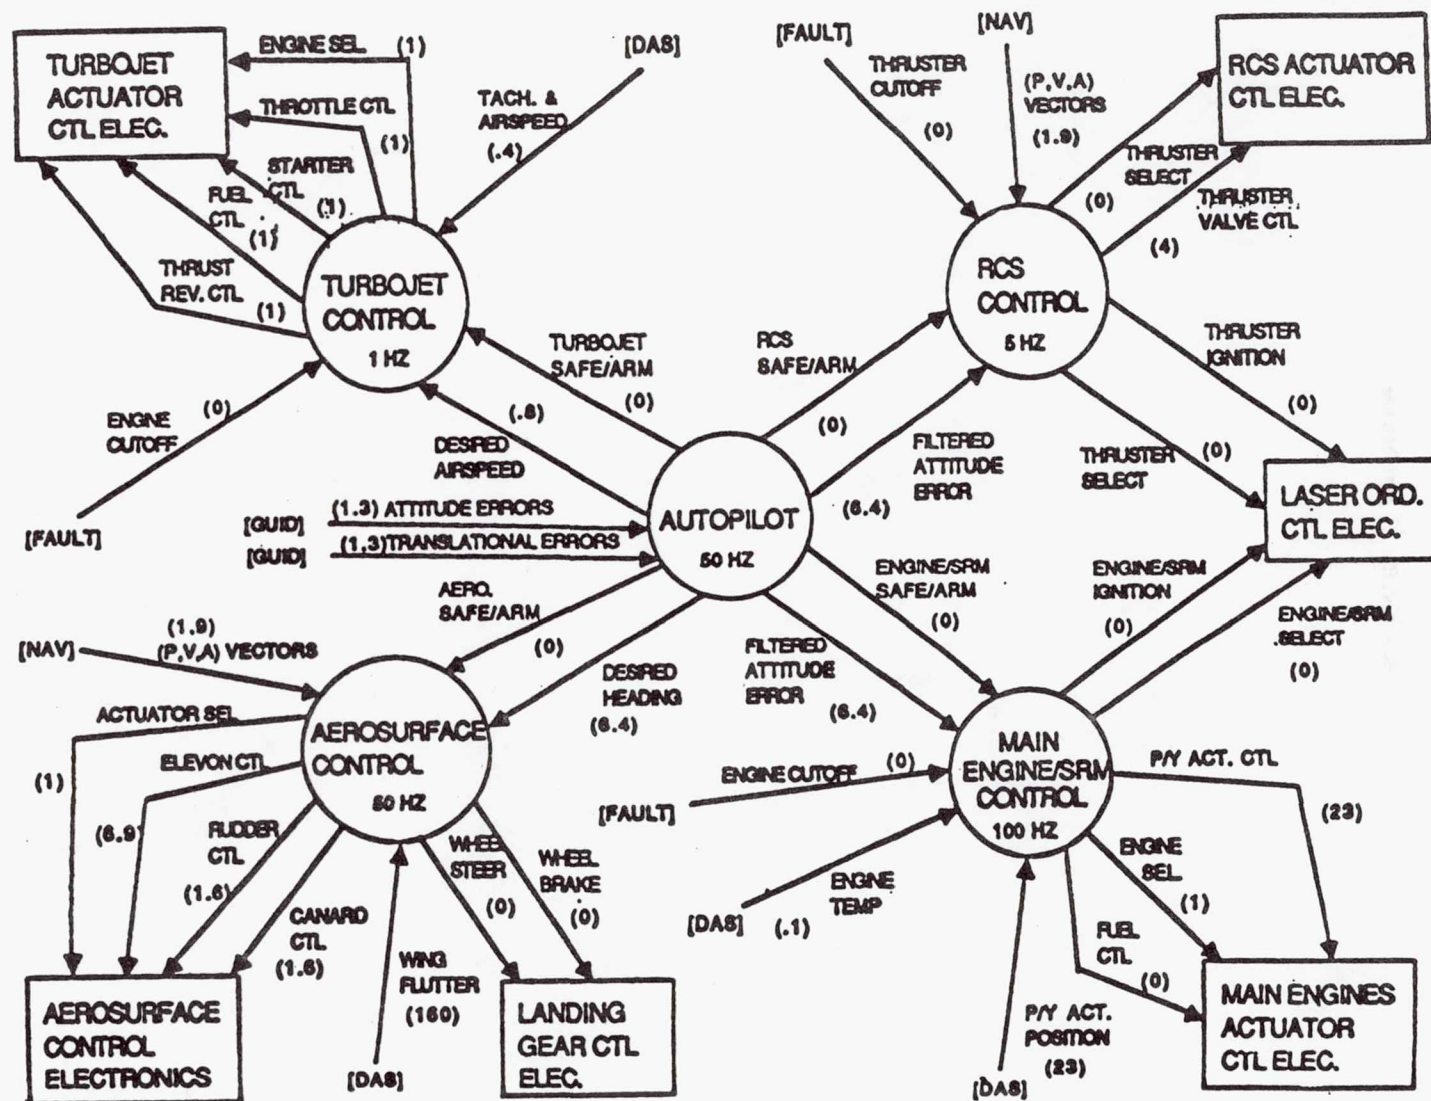 TURBOJET
ACTUATOR
CTL ELEC.
ENGINE SEL
(1)
THROTTLE CTL
(1)
STARTER
CTL
(1)
FUEL
CTL
(1)
THRUST
REV. CTL
(1)
[DAS]
TACH. &
AIRSPEED
(.4)
TURBOJET
CONTROL
1 HZ
ENGINE
CUTOFF
(0)
[FAULT]
TURBOJET
SAFE/ARM
(0)
(.8)
DESIRED
AIRSPEED
[FAULT]
THRUSTER
CUTOFF
(0)
[NAV]
(P,V,A)
VECTORS
(1.9)
RCS ACTUATOR
CTL ELEC.
THRUSTER
SELECT
(0)
THRUSTER
VALVE CTL
(4)
RCS
CONTROL
5 HZ
RCS
SAFE/ARM
(0)
FILTERED
ATTITUDE
ERROR
(6.4)
THRUSTER
IGNITION
(0)
THRUSTER
SELECT
(0)
LASER ORD.
CTL ELEC.
AUTOPILOT
50 HZ
[GUID]
(1.3) ATTITUDE ERRORS
[GUID]
(1.3) TRANSLATIONAL ERRORS
AERO.
SAFE/ARM
(0)
DESIRED
HEADING
(6.4)
ENGINE/SRM
SAFE/ARM
(0)
FILTERED
ATTITUDE
ERROR
(6.4)
ENGINE/SRM
IGNITION
(0)
ENGINE/SRM
SELECT
(0)
[NAV]
(1.9)
(P,V,A) VECTORS
AEROSURFACE
CONTROL
50 HZ
ACTUATOR SEL
(1)
ELEVON CTL
(6.9)
RUDDER
CTL
(1.6)
CANARD
CTL
(1.6)
WING
FLUTTER
(160)
[DAS]
WHEEL
STEER
(0)
WHEEL
BRAKE
(0)
AEROSURFACE
CONTROL
ELECTRONICS
LANDING
GEAR CTL
ELEC.
MAIN
ENGINE/SRM
CONTROL
100 HZ
ENGINE CUTOFF
(0)
[FAULT]
[DAS]
(.1)
ENGINE
TEMP
P/Y ACT. CTL
(23)
ENGINE
SEL
(1)
FUEL
CTL
(0)
P/Y ACT.
POSITION
(23)
[DAS]
MAIN ENGINES
ACTUATOR
CTL ELEC.